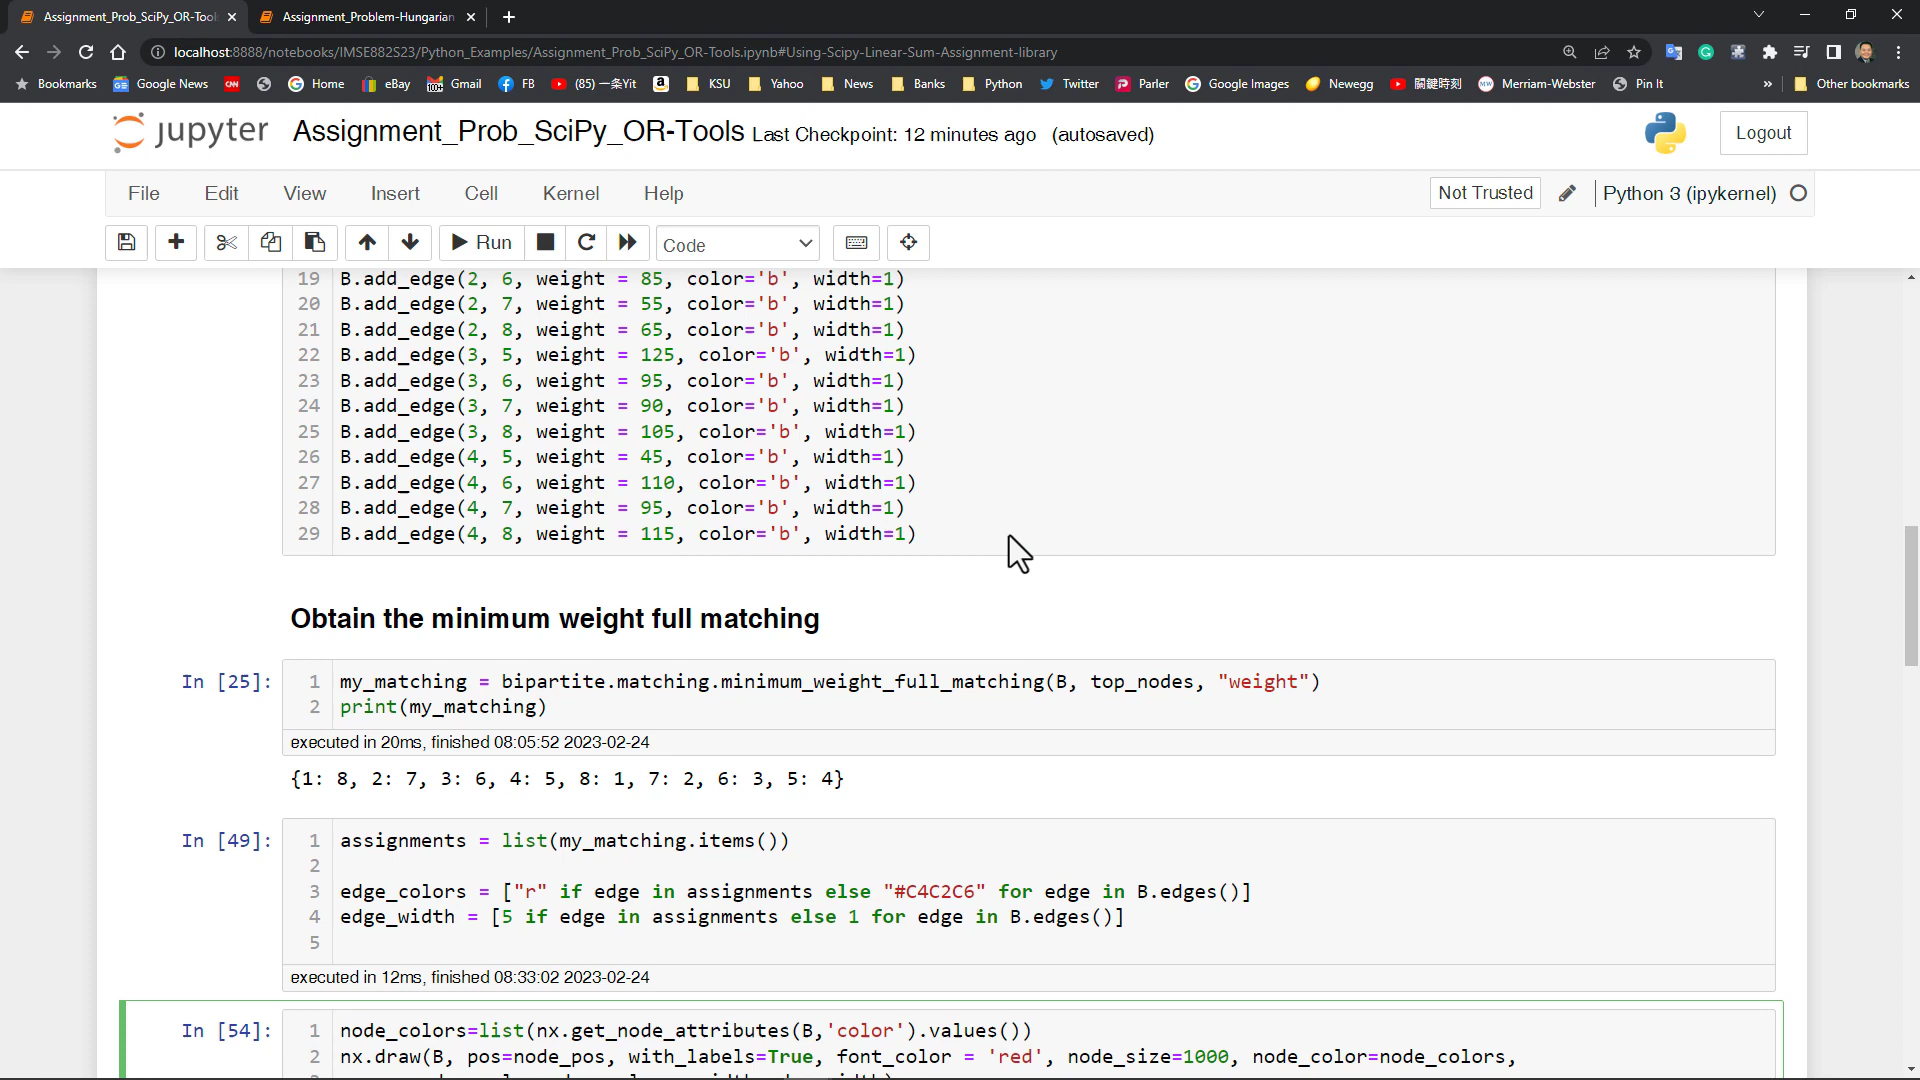 Assignment_Prob_SciPy_OR-Tool
Assignment_Problem-Hungarian
localhost:8888/notebooks/IMSE882S23/Python_Examples/Assignment_Prob_SciPy_OR-Tools.ipynb#Using-Scipy-Linear-Sum-Assignment-library
Bookmarks Google News CNN Home eBay 100+ Gmail FB (85) 一条Yit a KSU Yahoo News Banks Python Twitter Parler Google Images Newegg 關鍵時刻 MW Merriam-Webster Pin It » Other bookmarks
jupyter Assignment_Prob_SciPy_OR-Tools Last Checkpoint: 12 minutes ago (autosaved) Logout
File Edit View Insert Cell Kernel Help Not Trusted Python 3 (ipykernel)
Run Code
19 B.add_edge(2, 6, weight = 85, color='b', width=1)
20 B.add_edge(2, 7, weight = 55, color='b', width=1)
21 B.add_edge(2, 8, weight = 65, color='b', width=1)
22 B.add_edge(3, 5, weight = 125, color='b', width=1)
23 B.add_edge(3, 6, weight = 95, color='b', width=1)
24 B.add_edge(3, 7, weight = 90, color='b', width=1)
25 B.add_edge(3, 8, weight = 105, color='b', width=1)
26 B.add_edge(4, 5, weight = 45, color='b', width=1)
27 B.add_edge(4, 6, weight = 110, color='b', width=1)
28 B.add_edge(4, 7, weight = 95, color='b', width=1)
29 B.add_edge(4, 8, weight = 115, color='b', width=1)
Obtain the minimum weight full matching
In [25]: 1 my_matching = bipartite.matching.minimum_weight_full_matching(B, top_nodes, "weight")
2 print(my_matching)
executed in 20ms, finished 08:05:52 2023-02-24
{1: 8, 2: 7, 3: 6, 4: 5, 8: 1, 7: 2, 6: 3, 5: 4}
In [49]: 1 assignments = list(my_matching.items())
2
3 edge_colors = ["r" if edge in assignments else "#C4C2C6" for edge in B.edges()]
4 edge_width = [5 if edge in assignments else 1 for edge in B.edges()]
5
executed in 12ms, finished 08:33:02 2023-02-24
In [54]: 1 node_colors=list(nx.get_node_attributes(B,'color').values())
2 nx.draw(B, pos=node_pos, with_labels=True, font_color = 'red', node_size=1000, node_color=node_colors,